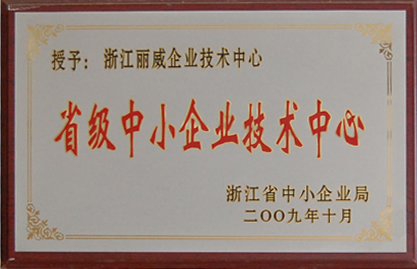 授予：浙江丽威企业技术中心
省级中小企业技术中心
浙江省中小企业局
二〇〇九年十月